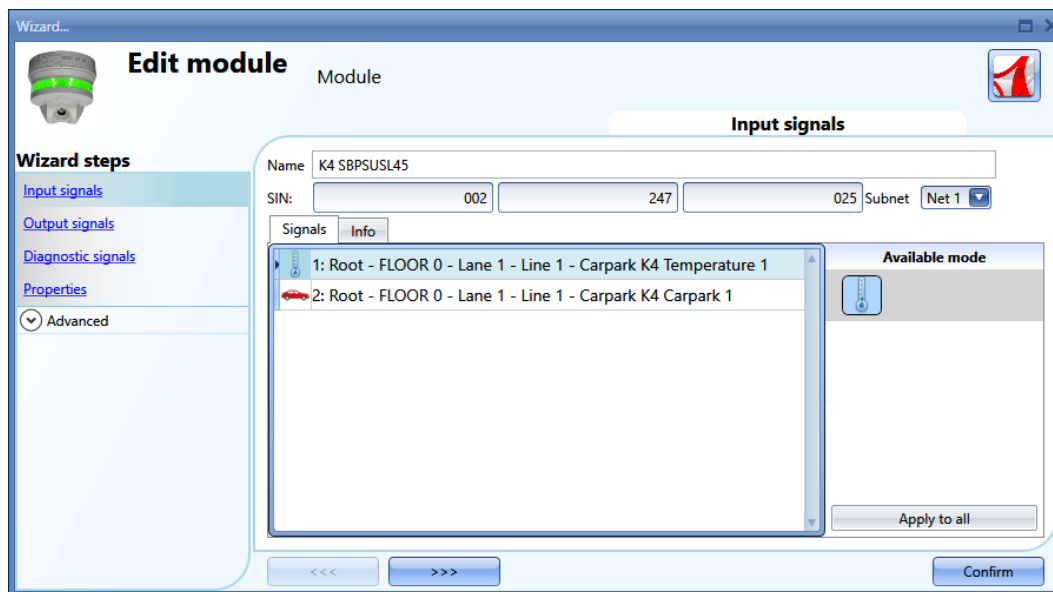 Wizard...
Edit module
Module
Input signals
Wizard steps
Input signals
Output signals
Diagnostic signals
Properties
Advanced
Name K4 SBPSUSL45
SIN: 002 247 025 Subnet Net 1
Signals Info
1: Root - FLOOR 0 - Lane 1 - Line 1 - Carpark K4 Temperature 1
2: Root - FLOOR 0 - Lane 1 - Line 1 - Carpark K4 Carpark 1
Available mode
Apply to all
<<< >>> Confirm